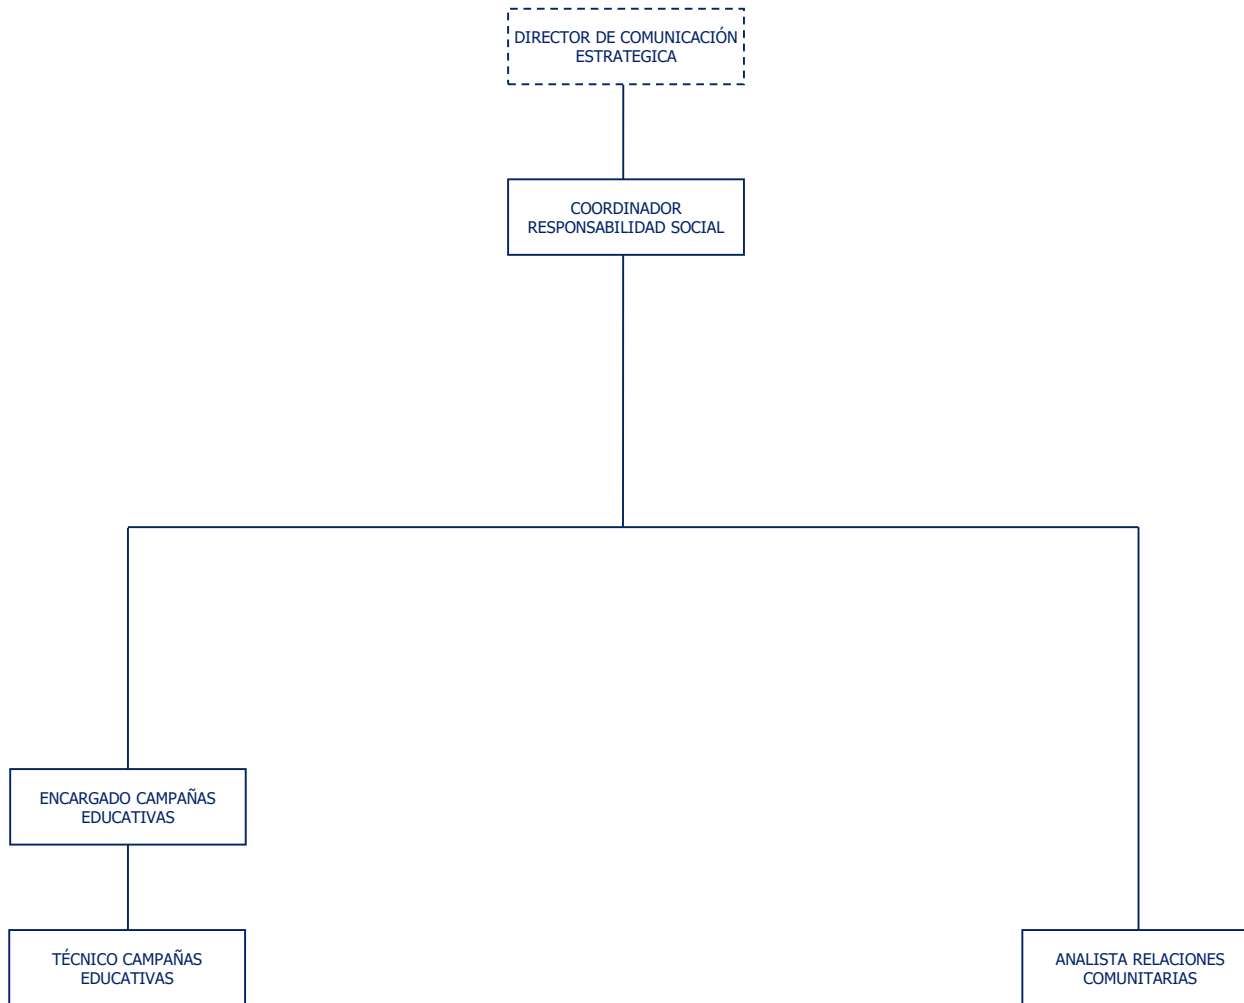 DIRECTOR DE COMUNICACIÓN
ESTRATEGICA
COORDINADOR
RESPONSABILIDAD SOCIAL
ENCARGADO CAMPAÑAS
EDUCATIVAS
TÉCNICO CAMPAÑAS
EDUCATIVAS
ANALISTA RELACIONES
COMUNITARIAS